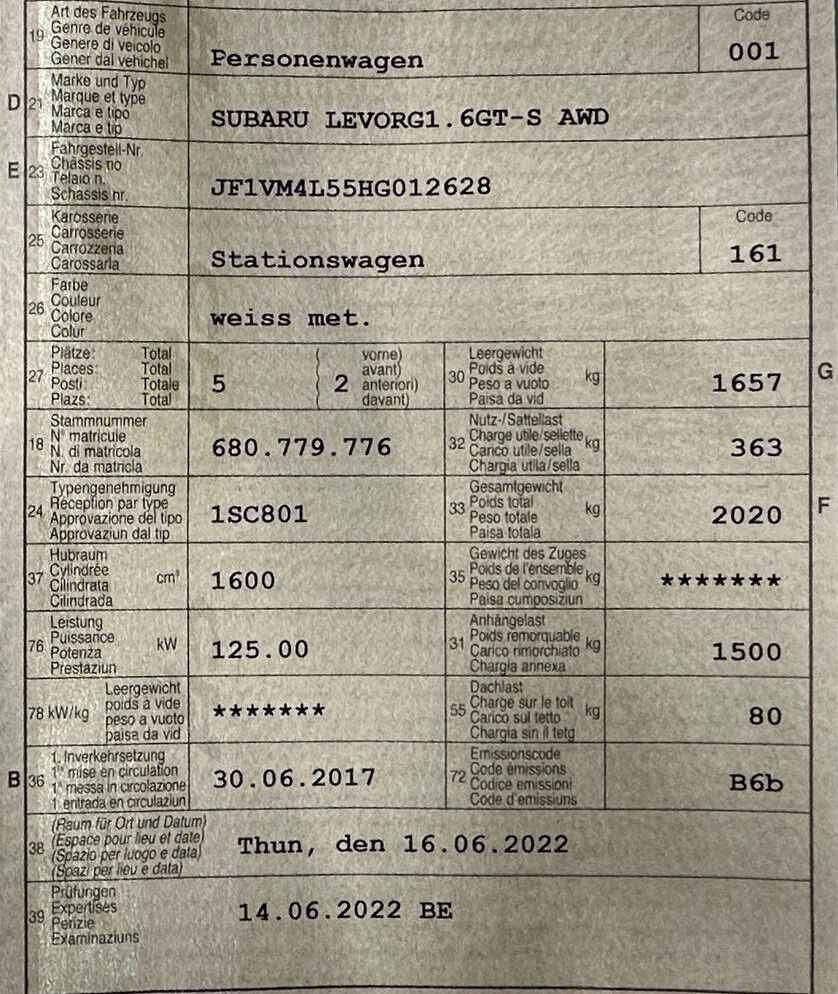 19 Art des Fahrzeugs
Genre de véhicule
Genere di veicolo
Gener dal vehichel
Personenwagen
Code
001
D 21 Marke und Typ
Marque et type
Marca e tipo
Marca e tip
SUBARU LEVORG1.6GT-S AWD
E 23 Fahrgestell-Nr.
Châssis no
Telaio n.
Schassis nr.
JF1VM4L55HG012628
25 Karosserie
Carrosserie
Carrozzeria
Carossaria
Stationswagen
Code
161
26 Farbe
Couleur
Colore
Colur
weiss met.
27 Plätze: Total
Places: Total
Posti: Totale
Plazs: Total
5
( 2 vorne)
( avant)
( anteriori)
( davant)
30 Leergewicht
Poids à vide
Peso a vuoto
Paisa da vid
kg
1657
G
18 Stammnummer
N° matricule
N. di matricola
Nr. da matricla
680.779.776
32 Nutz-/Sattellast
Charge utile/sellette
Carico utile/sella
Chargia utila/sella
kg
363
24 Typengenehmigung
Réception par type
Approvazione del tipo
Approvaziun dal tip
1SC801
33 Gesamtgewicht
Poids total
Peso totale
Paisa totala
kg
2020
F
37 Hubraum
Cylindrée
Cilindrata
Cilindrada
cm³
1600
35 Gewicht des Zuges
Poids de l'ensemble
Peso del convoglio
Paisa cumposiziun
kg
*******
76 Leistung
Puissance
Potenza
Prestaziun
kW
125.00
31 Anhängelast
Poids remorquable
Carico rimorchiato
Chargia annexa
kg
1500
78 kW/kg Leergewicht
poids à vide
peso a vuoto
paisa da vid
*******
55 Dachlast
Charge sur le toit
Carico sul tetto
Chargia sin il tetg
kg
80
B 36 1. Inverkehrsetzung
1re mise en circulation
1a messa in circolazione
1. entrada en circulaziun
30.06.2017
72 Emissionscode
Code émissions
Codice emissioni
Code d'emissiuns
B6b
38 (Raum für Ort und Datum)
(Espace pour lieu et date)
(Spazio per luogo e data)
(Spazi per lieu e data)
Thun, den 16.06.2022
39 Prüfungen
Expertises
Perizie
Examinaziuns
14.06.2022 BE